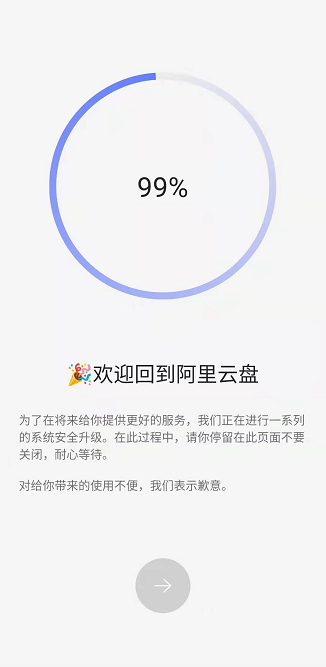 99%
🎉欢迎回到阿里云盘
为了在将来给你提供更好的服务，我们正在进行一系列
的系统安全升级。在此过程中，请你停留在此页面不要
关闭，耐心等待。
对给你带来的使用不便，我们表示歉意。